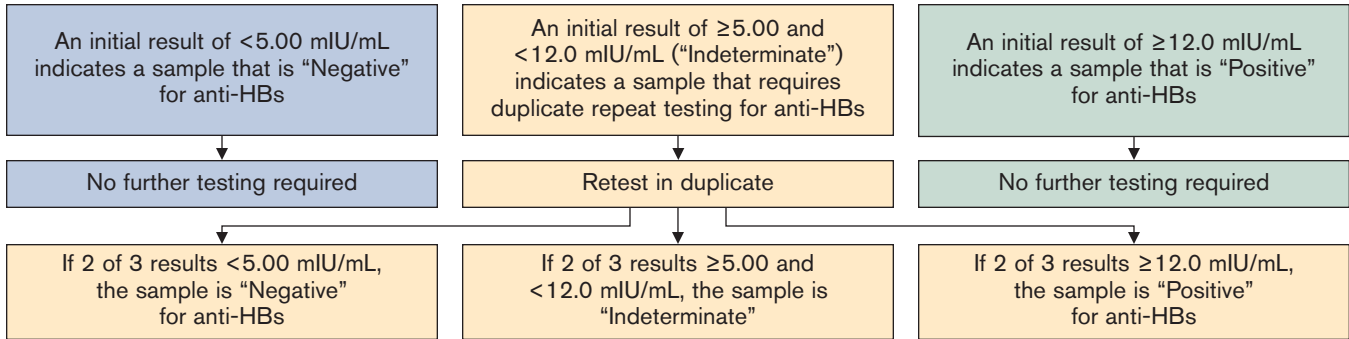 An initial result of <5.00 mIU/mL
indicates a sample that is “Negative”
for anti-HBs
An initial result of ≥5.00 and
<12.0 mIU/mL (“Indeterminate”)
indicates a sample that requires
duplicate repeat testing for anti-HBs
An initial result of ≥12.0 mIU/mL
indicates a sample that is “Positive”
for anti-HBs
No further testing required
Retest in duplicate
No further testing required
If 2 of 3 results <5.00 mIU/mL,
the sample is “Negative”
for anti-HBs
If 2 of 3 results ≥5.00 and
<12.0 mIU/mL, the sample is
“Indeterminate”
If 2 of 3 results ≥12.0 mIU/mL,
the sample is “Positive”
for anti-HBs